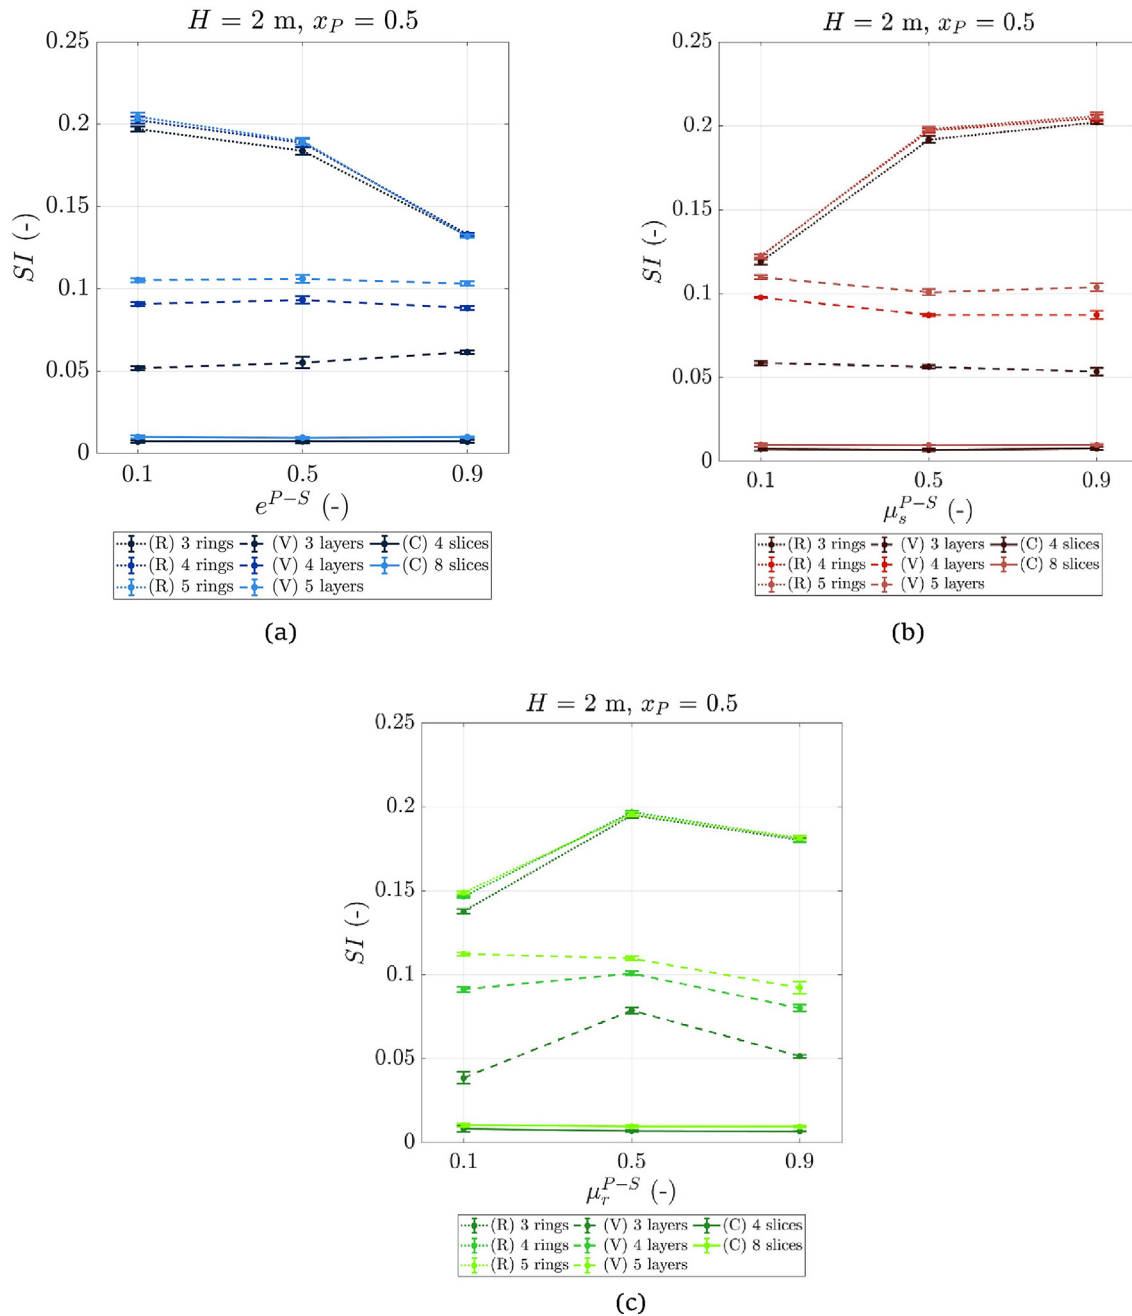 H = 2 m, x_P = 0.5
0.25
0.2
0.15
0.1
0.05
0
SI (-)
0.1 0.5 0.9
e^{P-S} (-)
(R) 3 rings (V) 3 layers (C) 4 slices
(R) 4 rings (V) 4 layers (C) 8 slices
(R) 5 rings (V) 5 layers
(a)
H = 2 m, x_P = 0.5
0.25
0.2
0.15
0.1
0.05
0
SI (-)
0.1 0.5 0.9
μ_s^{P-S} (-)
(R) 3 rings (V) 3 layers (C) 4 slices
(R) 4 rings (V) 4 layers (C) 8 slices
(R) 5 rings (V) 5 layers
(b)
H = 2 m, x_P = 0.5
0.25
0.2
0.15
0.1
0.05
0
SI (-)
0.1 0.5 0.9
μ_r^{P-S} (-)
(R) 3 rings (V) 3 layers (C) 4 slices
(R) 4 rings (V) 4 layers (C) 8 slices
(R) 5 rings (V) 5 layers
(c)